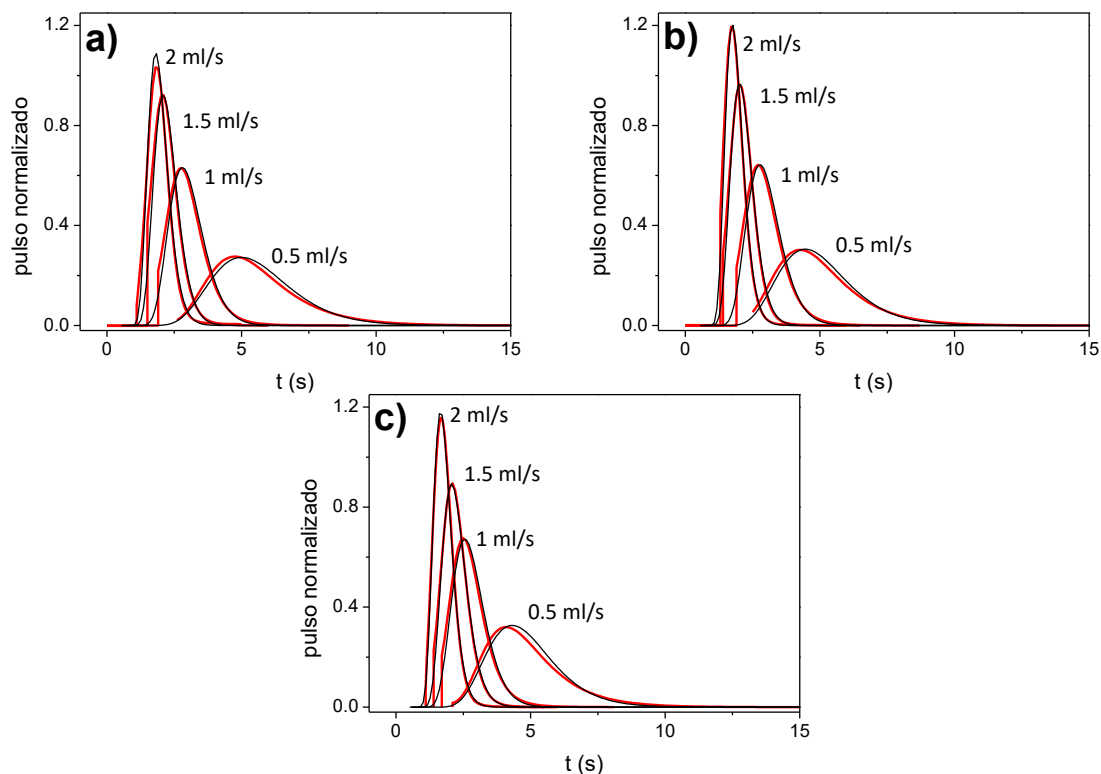 a)
1.2
0.8
0.4
0.0
pulso normalizado
2 ml/s
1.5 ml/s
1 ml/s
0.5 ml/s
0
5
10
15
t (s)
b)
1.2
0.8
0.4
0.0
pulso normalizado
2 ml/s
1.5 ml/s
1 ml/s
0.5 ml/s
0
5
10
15
t (s)
c)
1.2
0.8
0.4
0.0
pulso normalizado
2 ml/s
1.5 ml/s
1 ml/s
0.5 ml/s
0
5
10
15
t (s)